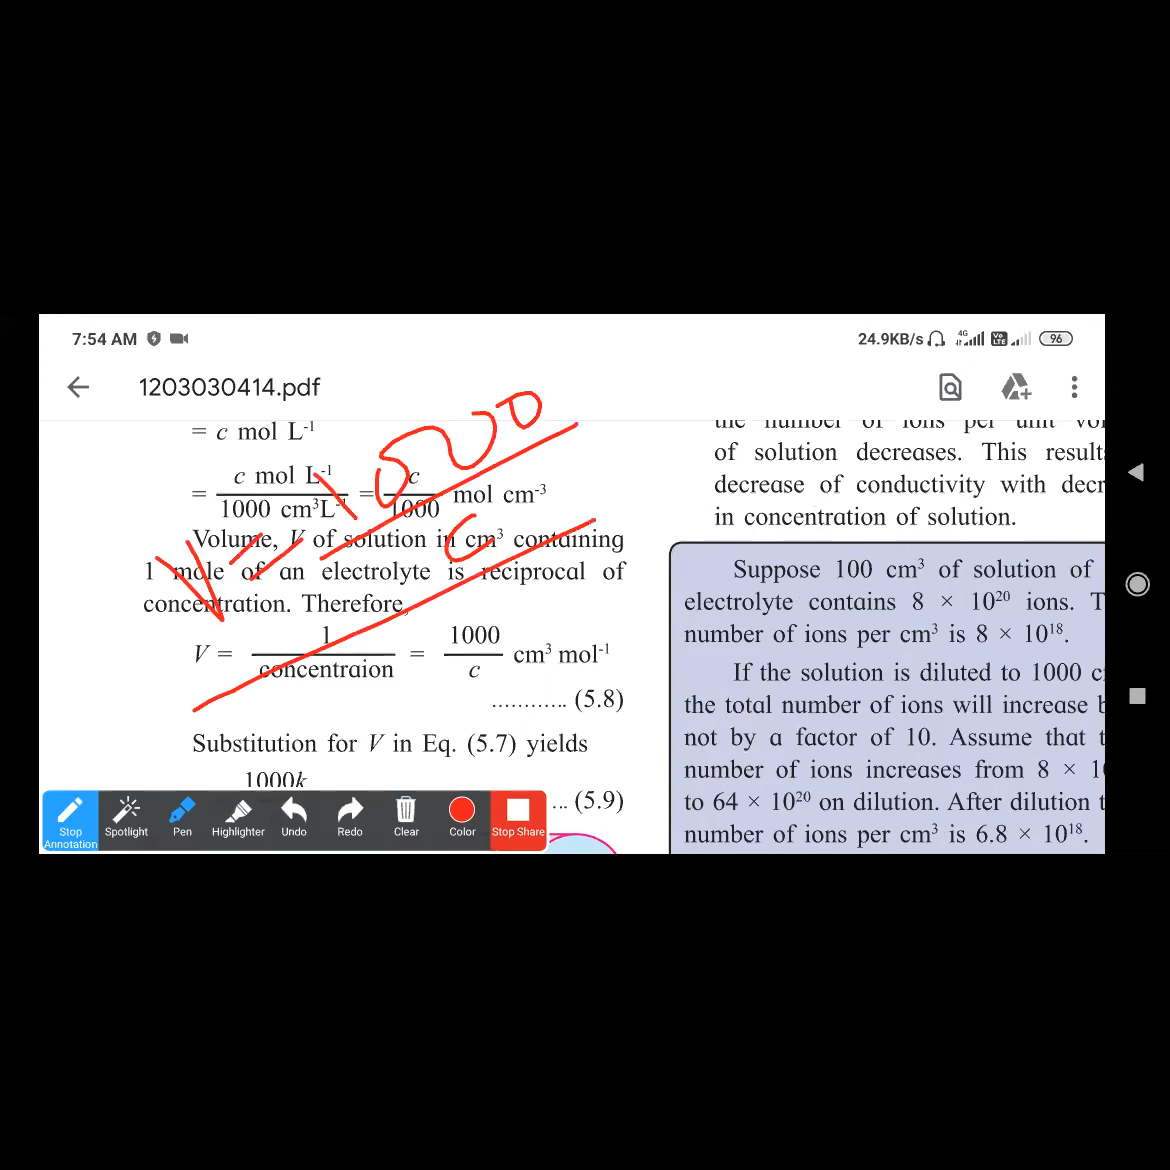 7:54 AM 24.9KB/s 4G Vo LTE 96
1203030414.pdf
= c mol L-1
= c mol L-1 / 1000 cm3L-1 = c / 1000 mol cm-3
Volume, V of solution in cm3 containing
1 mole of an electrolyte is reciprocal of
concentration. Therefore,
V = 1 / concentraion = 1000 / c cm3 mol-1
............ (5.8)
Substitution for V in Eq. (5.7) yields
1000k
... (5.9)
V = 1000 / C
of solution decreases. This result
decrease of conductivity with decr
in concentration of solution.
Suppose 100 cm3 of solution of
electrolyte contains 8 × 1020 ions. T
number of ions per cm3 is 8 × 1018.
If the solution is diluted to 1000 c
the total number of ions will increase b
not by a factor of 10. Assume that t
number of ions increases from 8 × 10
to 64 × 1020 on dilution. After dilution t
number of ions per cm3 is 6.8 × 1018.
Stop Annotation
Spotlight
Pen
Highlighter
Undo
Redo
Clear
Color
Stop Share